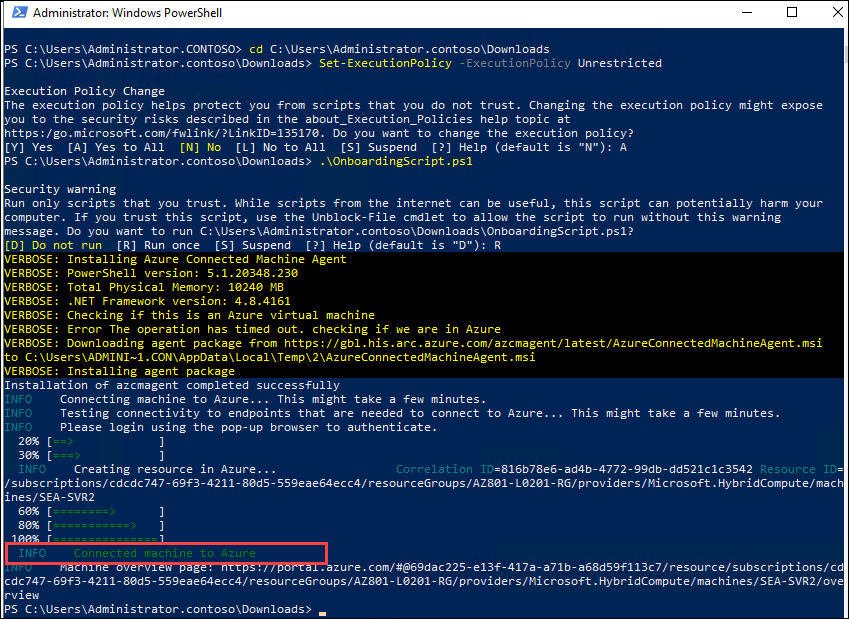 Administrator: Windows PowerShell
PS C:\Users\Administrator.CONTOSO> cd C:\Users\Administrator.contoso\Downloads
PS C:\Users\Administrator.contoso\Downloads> Set-ExecutionPolicy -ExecutionPolicy Unrestricted
Execution Policy Change
The execution policy helps protect you from scripts that you do not trust. Changing the execution policy might expose
you to the security risks described in the about_Execution_Policies help topic at
https:/go.microsoft.com/fwlink/?LinkID=135170. Do you want to change the execution policy?
[Y] Yes  [A] Yes to All  [N] No  [L] No to All  [S] Suspend  [?] Help (default is "N"): A
PS C:\Users\Administrator.contoso\Downloads> .\OnboardingScript.ps1
Security warning
Run only scripts that you trust. While scripts from the internet can be useful, this script can potentially harm your
computer. If you trust this script, use the Unblock-File cmdlet to allow the script to run without this warning
message. Do you want to run C:\Users\Administrator.contoso\Downloads\OnboardingScript.ps1?
[D] Do not run  [R] Run once  [S] Suspend  [?] Help (default is "D"): R
VERBOSE: Installing Azure Connected Machine Agent
VERBOSE: PowerShell version: 5.1.20348.230
VERBOSE: Total Physical Memory: 10240 MB
VERBOSE: .NET Framework version: 4.8.4161
VERBOSE: Checking if this is an Azure virtual machine
VERBOSE: Error The operation has timed out. checking if we are in Azure
VERBOSE: Downloading agent package from https://gbl.his.arc.azure.com/azcmagent/latest/AzureConnectedMachineAgent.msi
to C:\Users\ADMINI~1.CON\AppData\Local\Temp\2\AzureConnectedMachineAgent.msi
VERBOSE: Installing agent package
Installation of azcmagent completed successfully
INFO    Connecting machine to Azure... This might take a few minutes.
INFO    Testing connectivity to endpoints that are needed to connect to Azure... This might take a few minutes.
INFO    Please login using the pop-up browser to authenticate.
20% [==>            ]
30% [===>           ]
INFO    Creating resource in Azure...                 Correlation ID=816b78e6-ad4b-4772-99db-dd521c1c3542 Resource ID=
/subscriptions/cdcdc747-69f3-4211-80d5-559eae64ecc4/resourceGroups/AZ801-L0201-RG/providers/Microsoft.HybridCompute/mach
ines/SEA-SVR2
60% [========>      ]
80% [===========>   ]
100% [===============]
INFO    Connected machine to Azure
INFO    Machine overview page: https://portal.azure.com/#@69dac225-e13f-417a-a71b-a68d59f113c7/resource/subscriptions/cd
cdc747-69f3-4211-80d5-559eae64ecc4/resourceGroups/AZ801-L0201-RG/providers/Microsoft.HybridCompute/machines/SEA-SVR2/ove
rview
PS C:\Users\Administrator.contoso\Downloads>